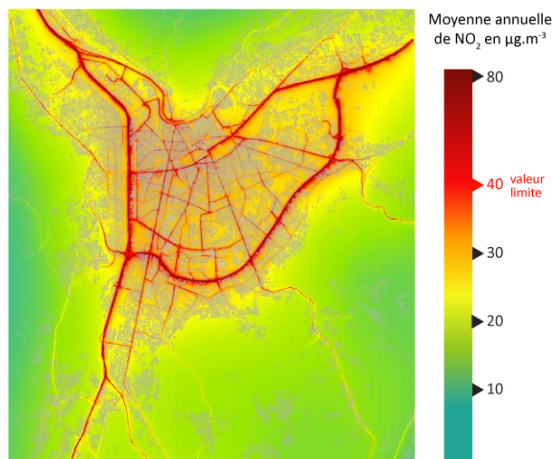 Moyenne annuelle
de NO₂ en µg.m⁻³
80
40 valeur
limite
30
20
10